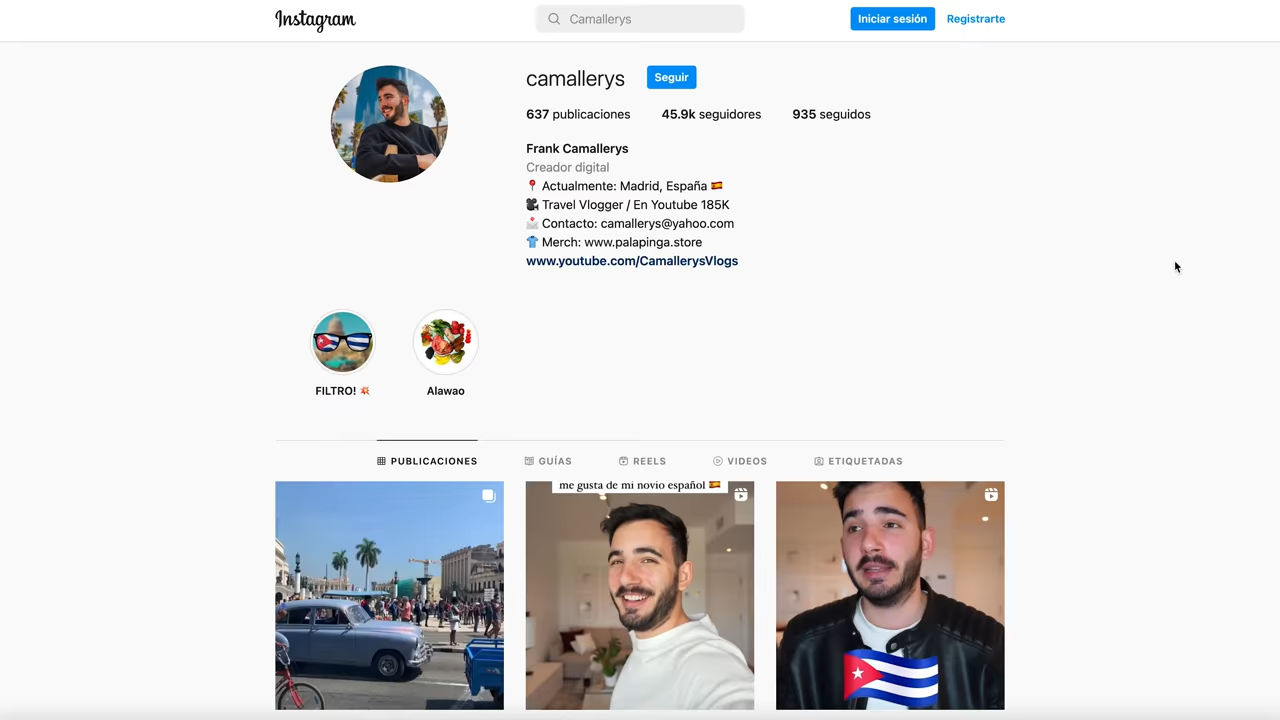 Instagram
Camallerys
Iniciar sesión
Registrarte
camallerys
Seguir
637 publicaciones
45.9k seguidores
935 seguidos
Frank Camallerys
Creador digital
📍 Actualmente: Madrid, España 🇪🇸
🎥 Travel Vlogger / En Youtube 185K
📩 Contacto: camallerys@yahoo.com
👕 Merch: www.palapinga.store
www.youtube.com/CamallerysVlogs
FILTRO! 💥
Alawao
PUBLICACIONES
GUÍAS
REELS
VIDEOS
ETIQUETADAS
me gusta de mi novio español 🇪🇸